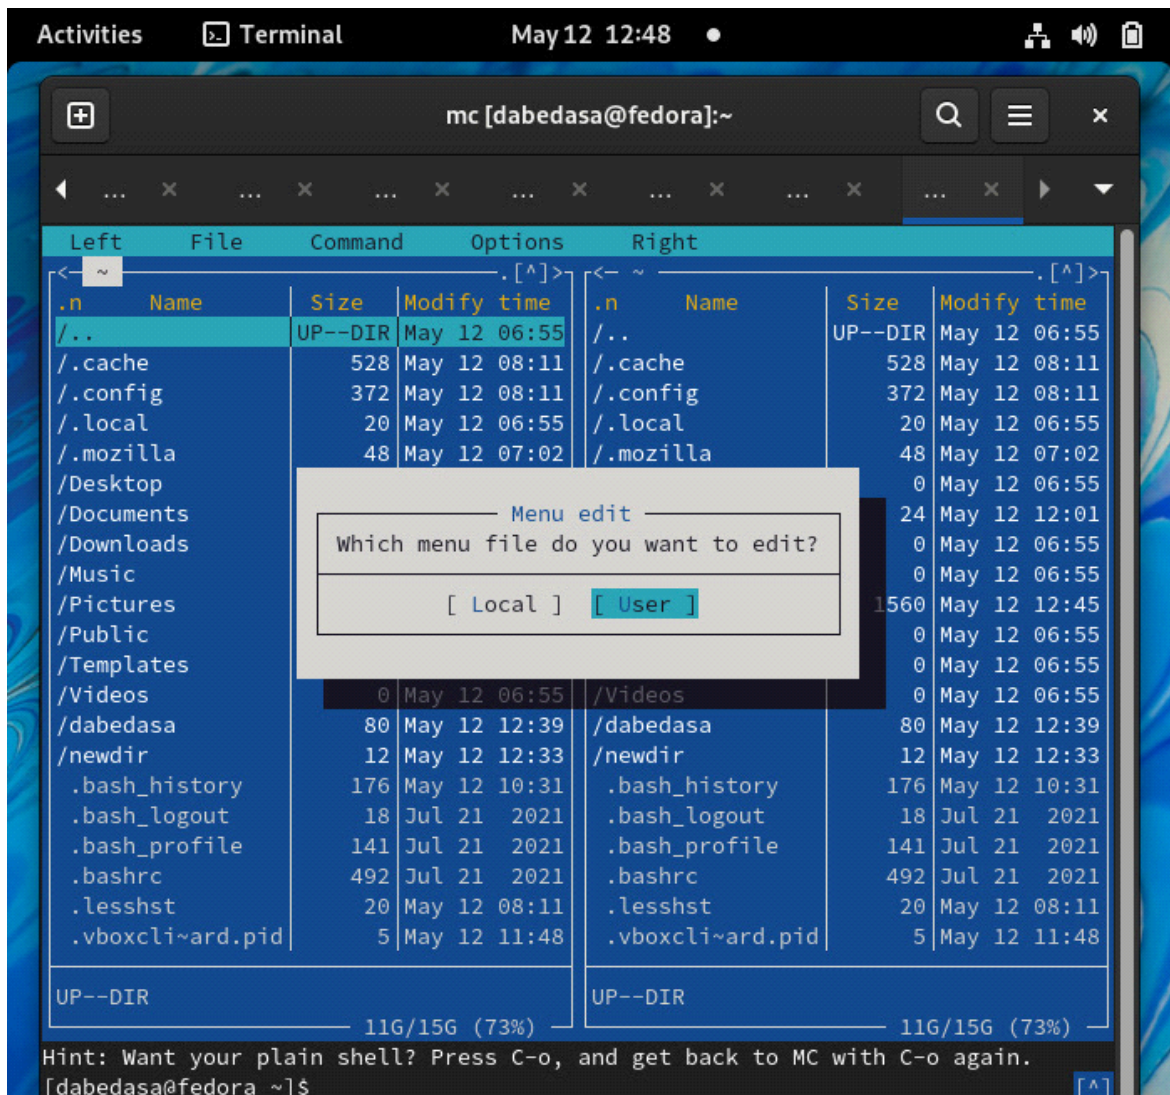 Activities Terminal May 12 12:48
mc [dabedasa@fedora]:~
... × ... × ... × ... × ... × ... × ... ×
Left File Command Options Right
<─ ~ ─.[^]>┐ ┌<─ ~ ─.[^]>┐
.n Name Size Modify time .n Name Size Modify time
/.. UP--DIR May 12 06:55 /.. UP--DIR May 12 06:55
/.cache 528 May 12 08:11 /.cache 528 May 12 08:11
/.config 372 May 12 08:11 /.config 372 May 12 08:11
/.local 20 May 12 06:55 /.local 20 May 12 06:55
/.mozilla 48 May 12 07:02 /.mozilla 48 May 12 07:02
/Desktop 0 May 12 06:55
/Documents Menu edit 24 May 12 12:01
/Downloads Which menu file do you want to edit? 0 May 12 06:55
/Music 0 May 12 06:55
/Pictures [ Local ] [ User ] 1560 May 12 12:45
/Public 0 May 12 06:55
/Templates 0 May 12 06:55
/Videos 0 May 12 06:55 /Videos 0 May 12 06:55
/dabedasa 80 May 12 12:39 /dabedasa 80 May 12 12:39
/newdir 12 May 12 12:33 /newdir 12 May 12 12:33
.bash_history 176 May 12 10:31 .bash_history 176 May 12 10:31
.bash_logout 18 Jul 21 2021 .bash_logout 18 Jul 21 2021
.bash_profile 141 Jul 21 2021 .bash_profile 141 Jul 21 2021
.bashrc 492 Jul 21 2021 .bashrc 492 Jul 21 2021
.lesshst 20 May 12 08:11 .lesshst 20 May 12 08:11
.vboxcli~ard.pid 5 May 12 11:48 .vboxcli~ard.pid 5 May 12 11:48
UP--DIR UP--DIR
11G/15G (73%) 11G/15G (73%)
Hint: Want your plain shell? Press C-o, and get back to MC with C-o again.
[dabedasa@fedora ~]$ [^]